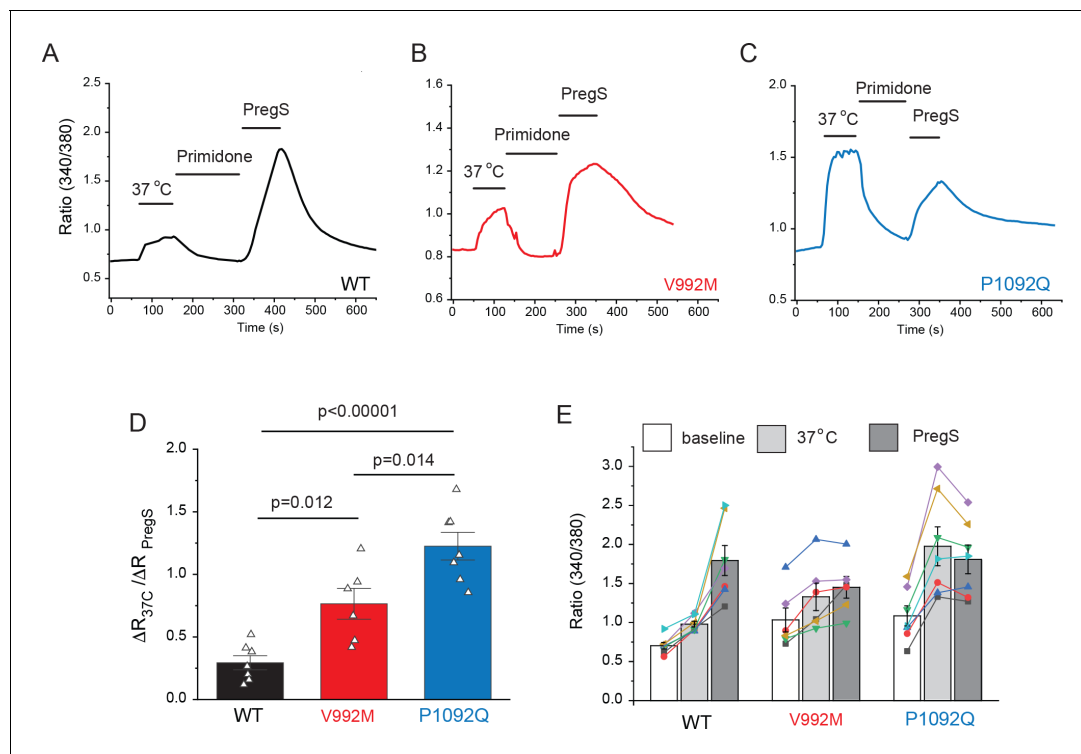 A
B
C
2.5
2.0
1.5
1.0
0.5
Ratio (340/380)
PregS
Primidone
37 °C
WT
0 100 200 300 400 500 600
Time (s)
1.6
1.4
1.2
1.0
0.8
0.6
PregS
Primidone
37 °C
V992M
0 100 200 300 400 500 600
Time (s)
2.0
1.5
1.0
0.5
Primidone
37 °C
PregS
P1092Q
0 100 200 300 400 500 600
Time (s)
D
p<0.00001
p=0.014
p=0.012
2.0
1.5
1.0
0.5
0.0
ΔR37C /ΔR PregS
WT V992M P1092Q
E
baseline 37°C PregS
3.0
2.5
2.0
1.5
1.0
0.5
0.0
Ratio (340/380)
WT V992M P1092Q